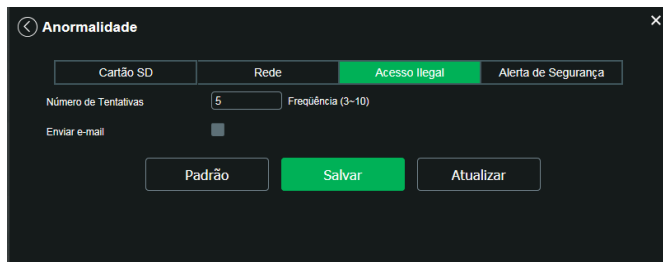 Anormalidade
Cartão SD Rede Acesso Ilegal Alerta de Segurança
Número de Tentativas 5 Freqüência (3~10)
Enviar e-mail
Padrão Salvar Atualizar